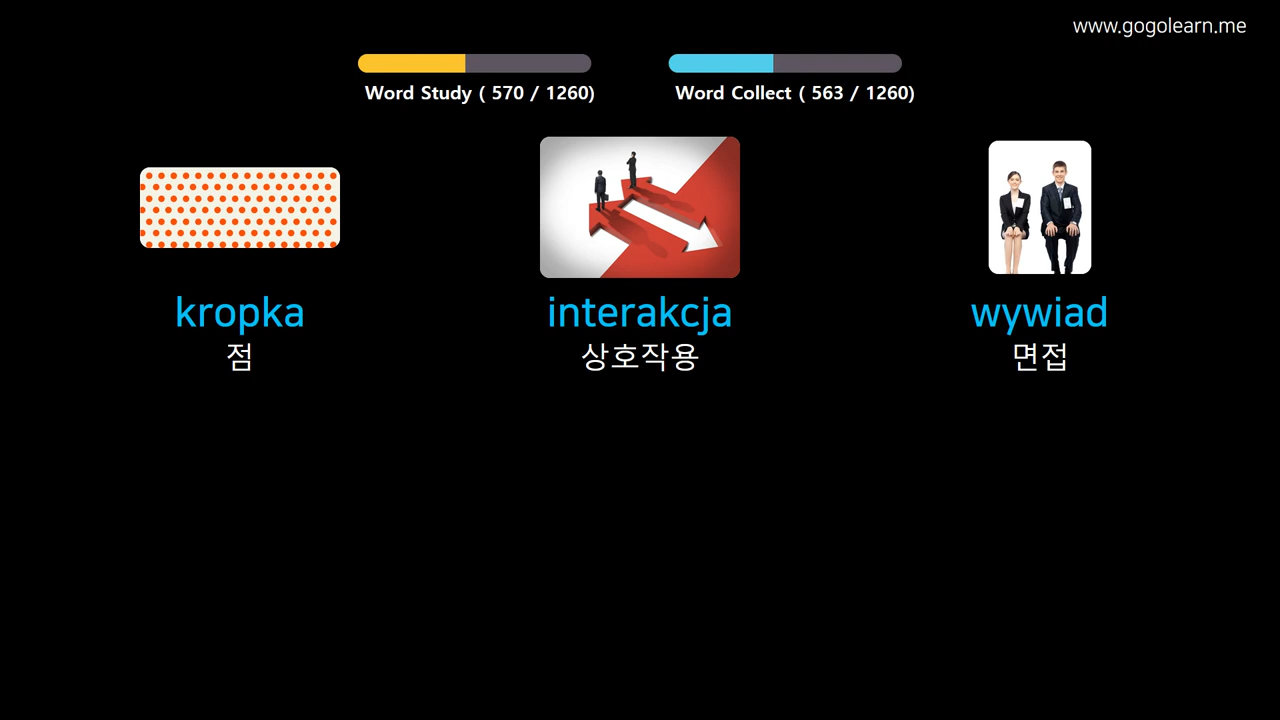 www.gogolearn.me
Word Study ( 570 / 1260)
Word Collect ( 563 / 1260)
kropka
점
interakcja
상호작용
wywiad
면접